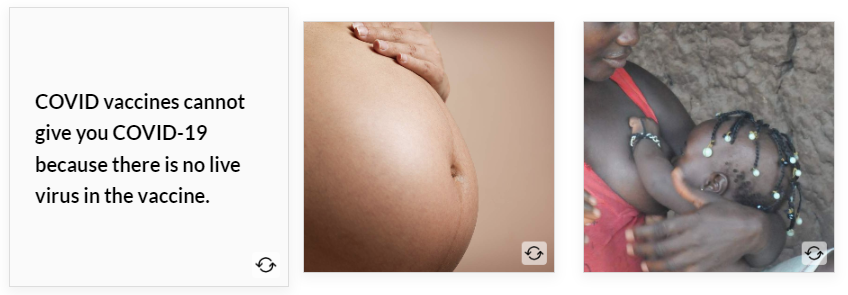 COVID vaccines cannot
give you COVID-19
because there is no live
virus in the vaccine.